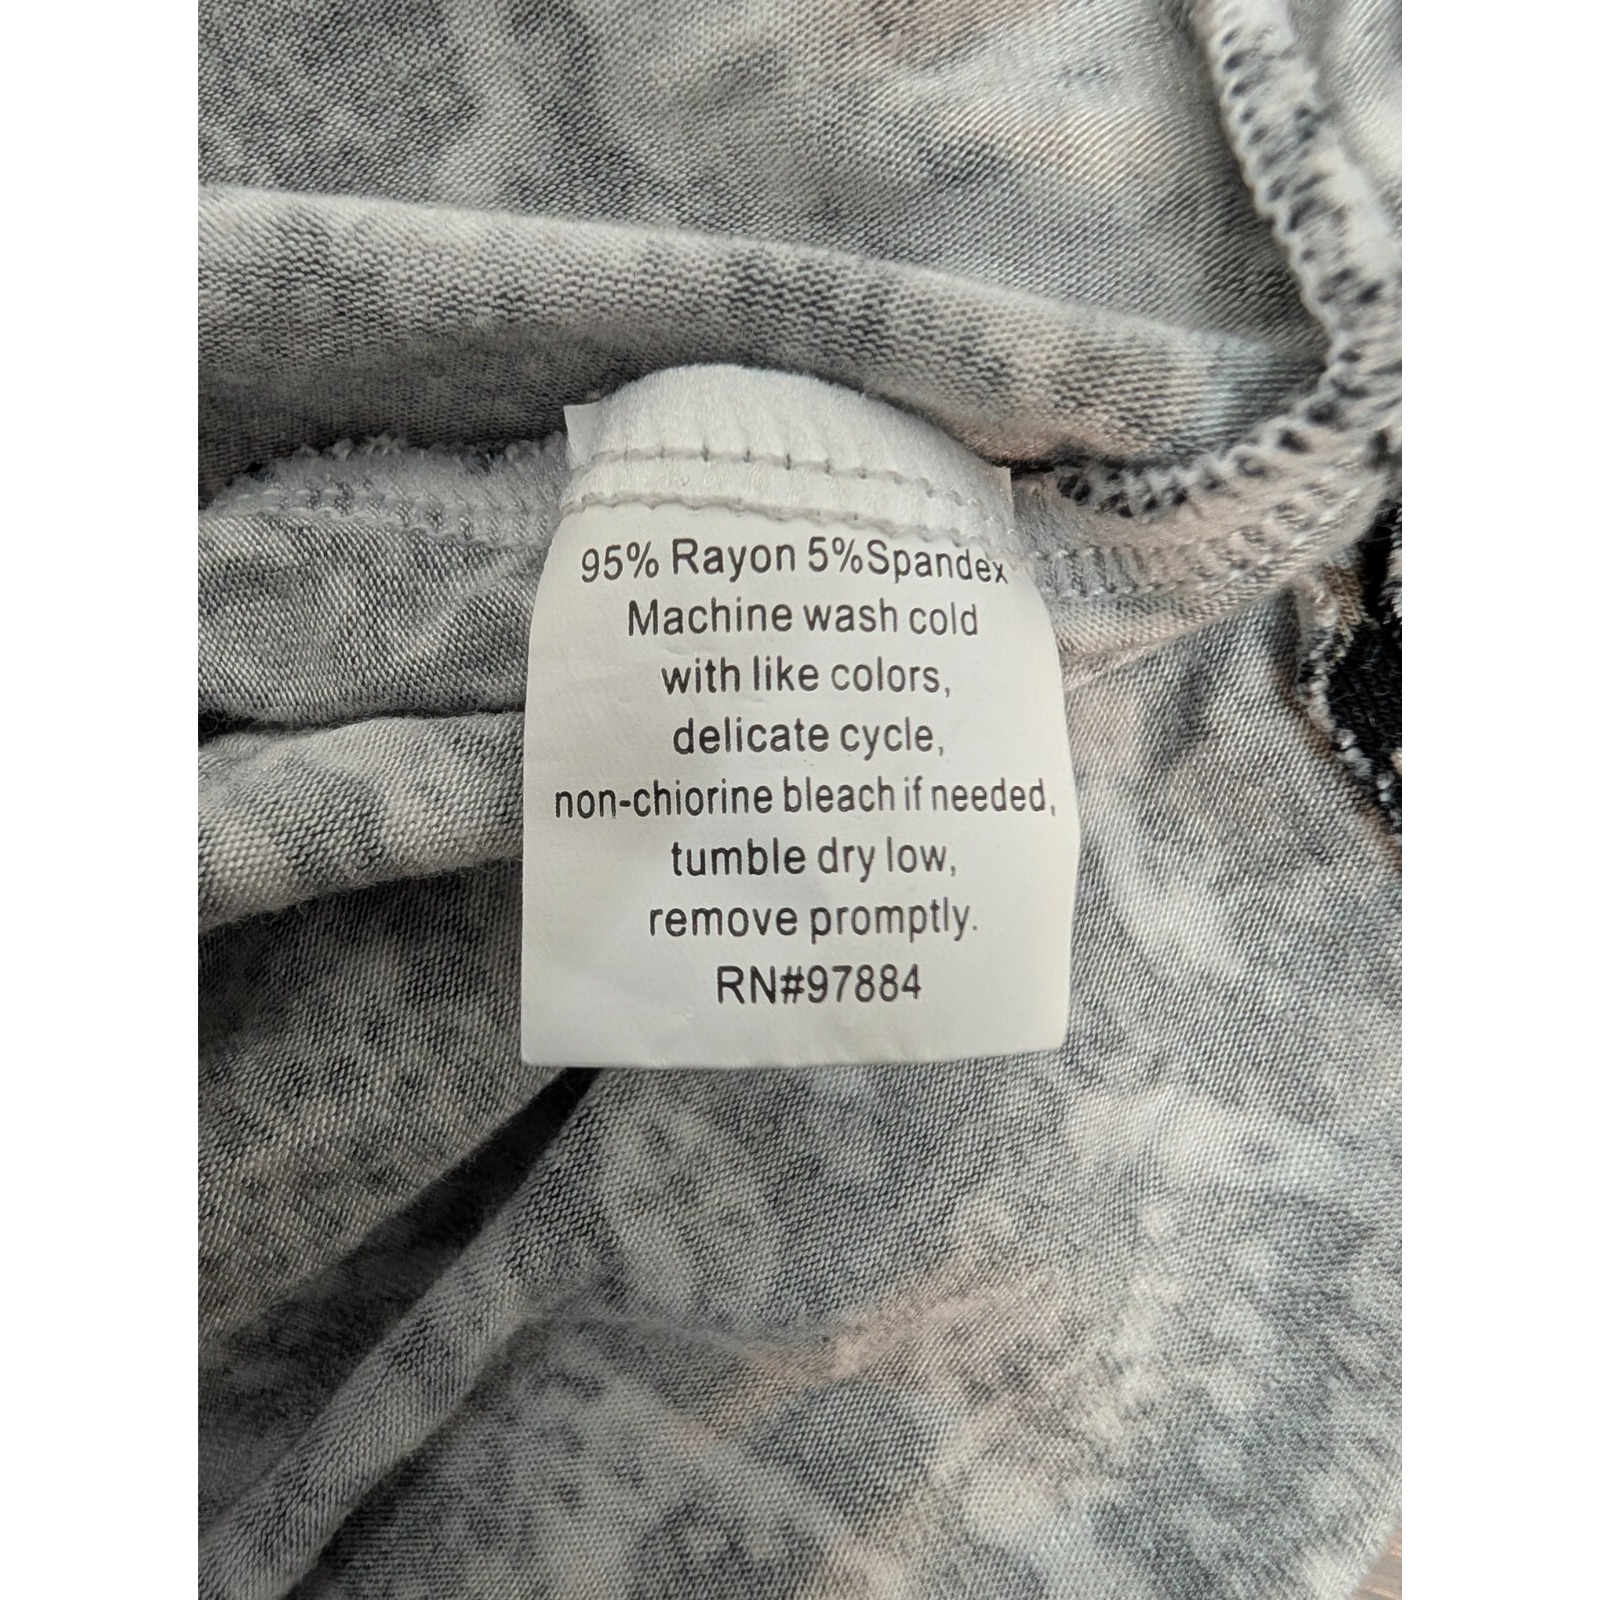 95% Rayon 5%Spandex
Machine wash cold
with like colors,
delicate cycle,
non-chiorine bleach if needed,
tumble dry low,
remove promptly.
RN#97884